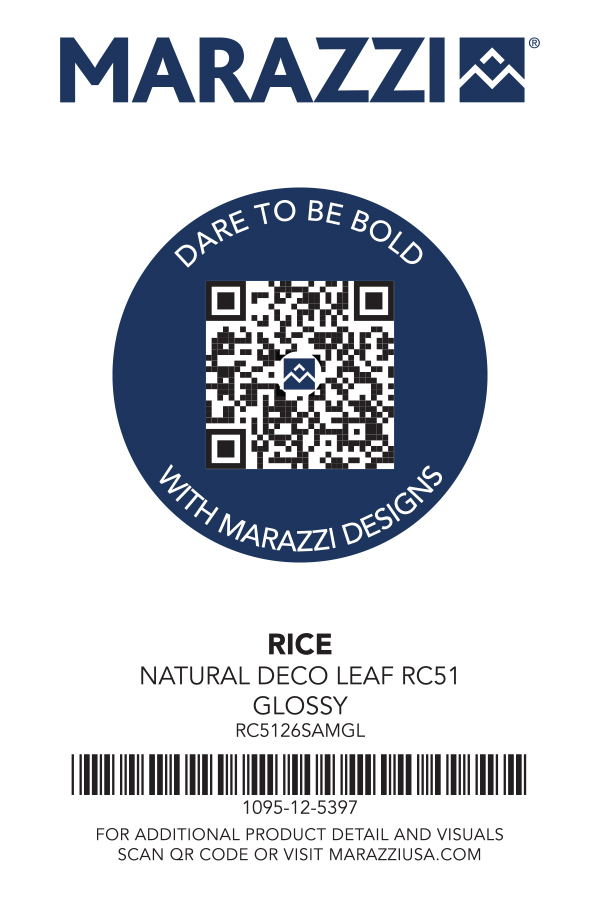 MARAZZI®
DARE TO BE BOLD
WITH MARAZZI DESIGNS
RICE
NATURAL DECO LEAF RC51
GLOSSY
RC5126SAMGL
1095-12-5397
FOR ADDITIONAL PRODUCT DETAIL AND VISUALS
SCAN QR CODE OR VISIT MARAZZIUSA.COM